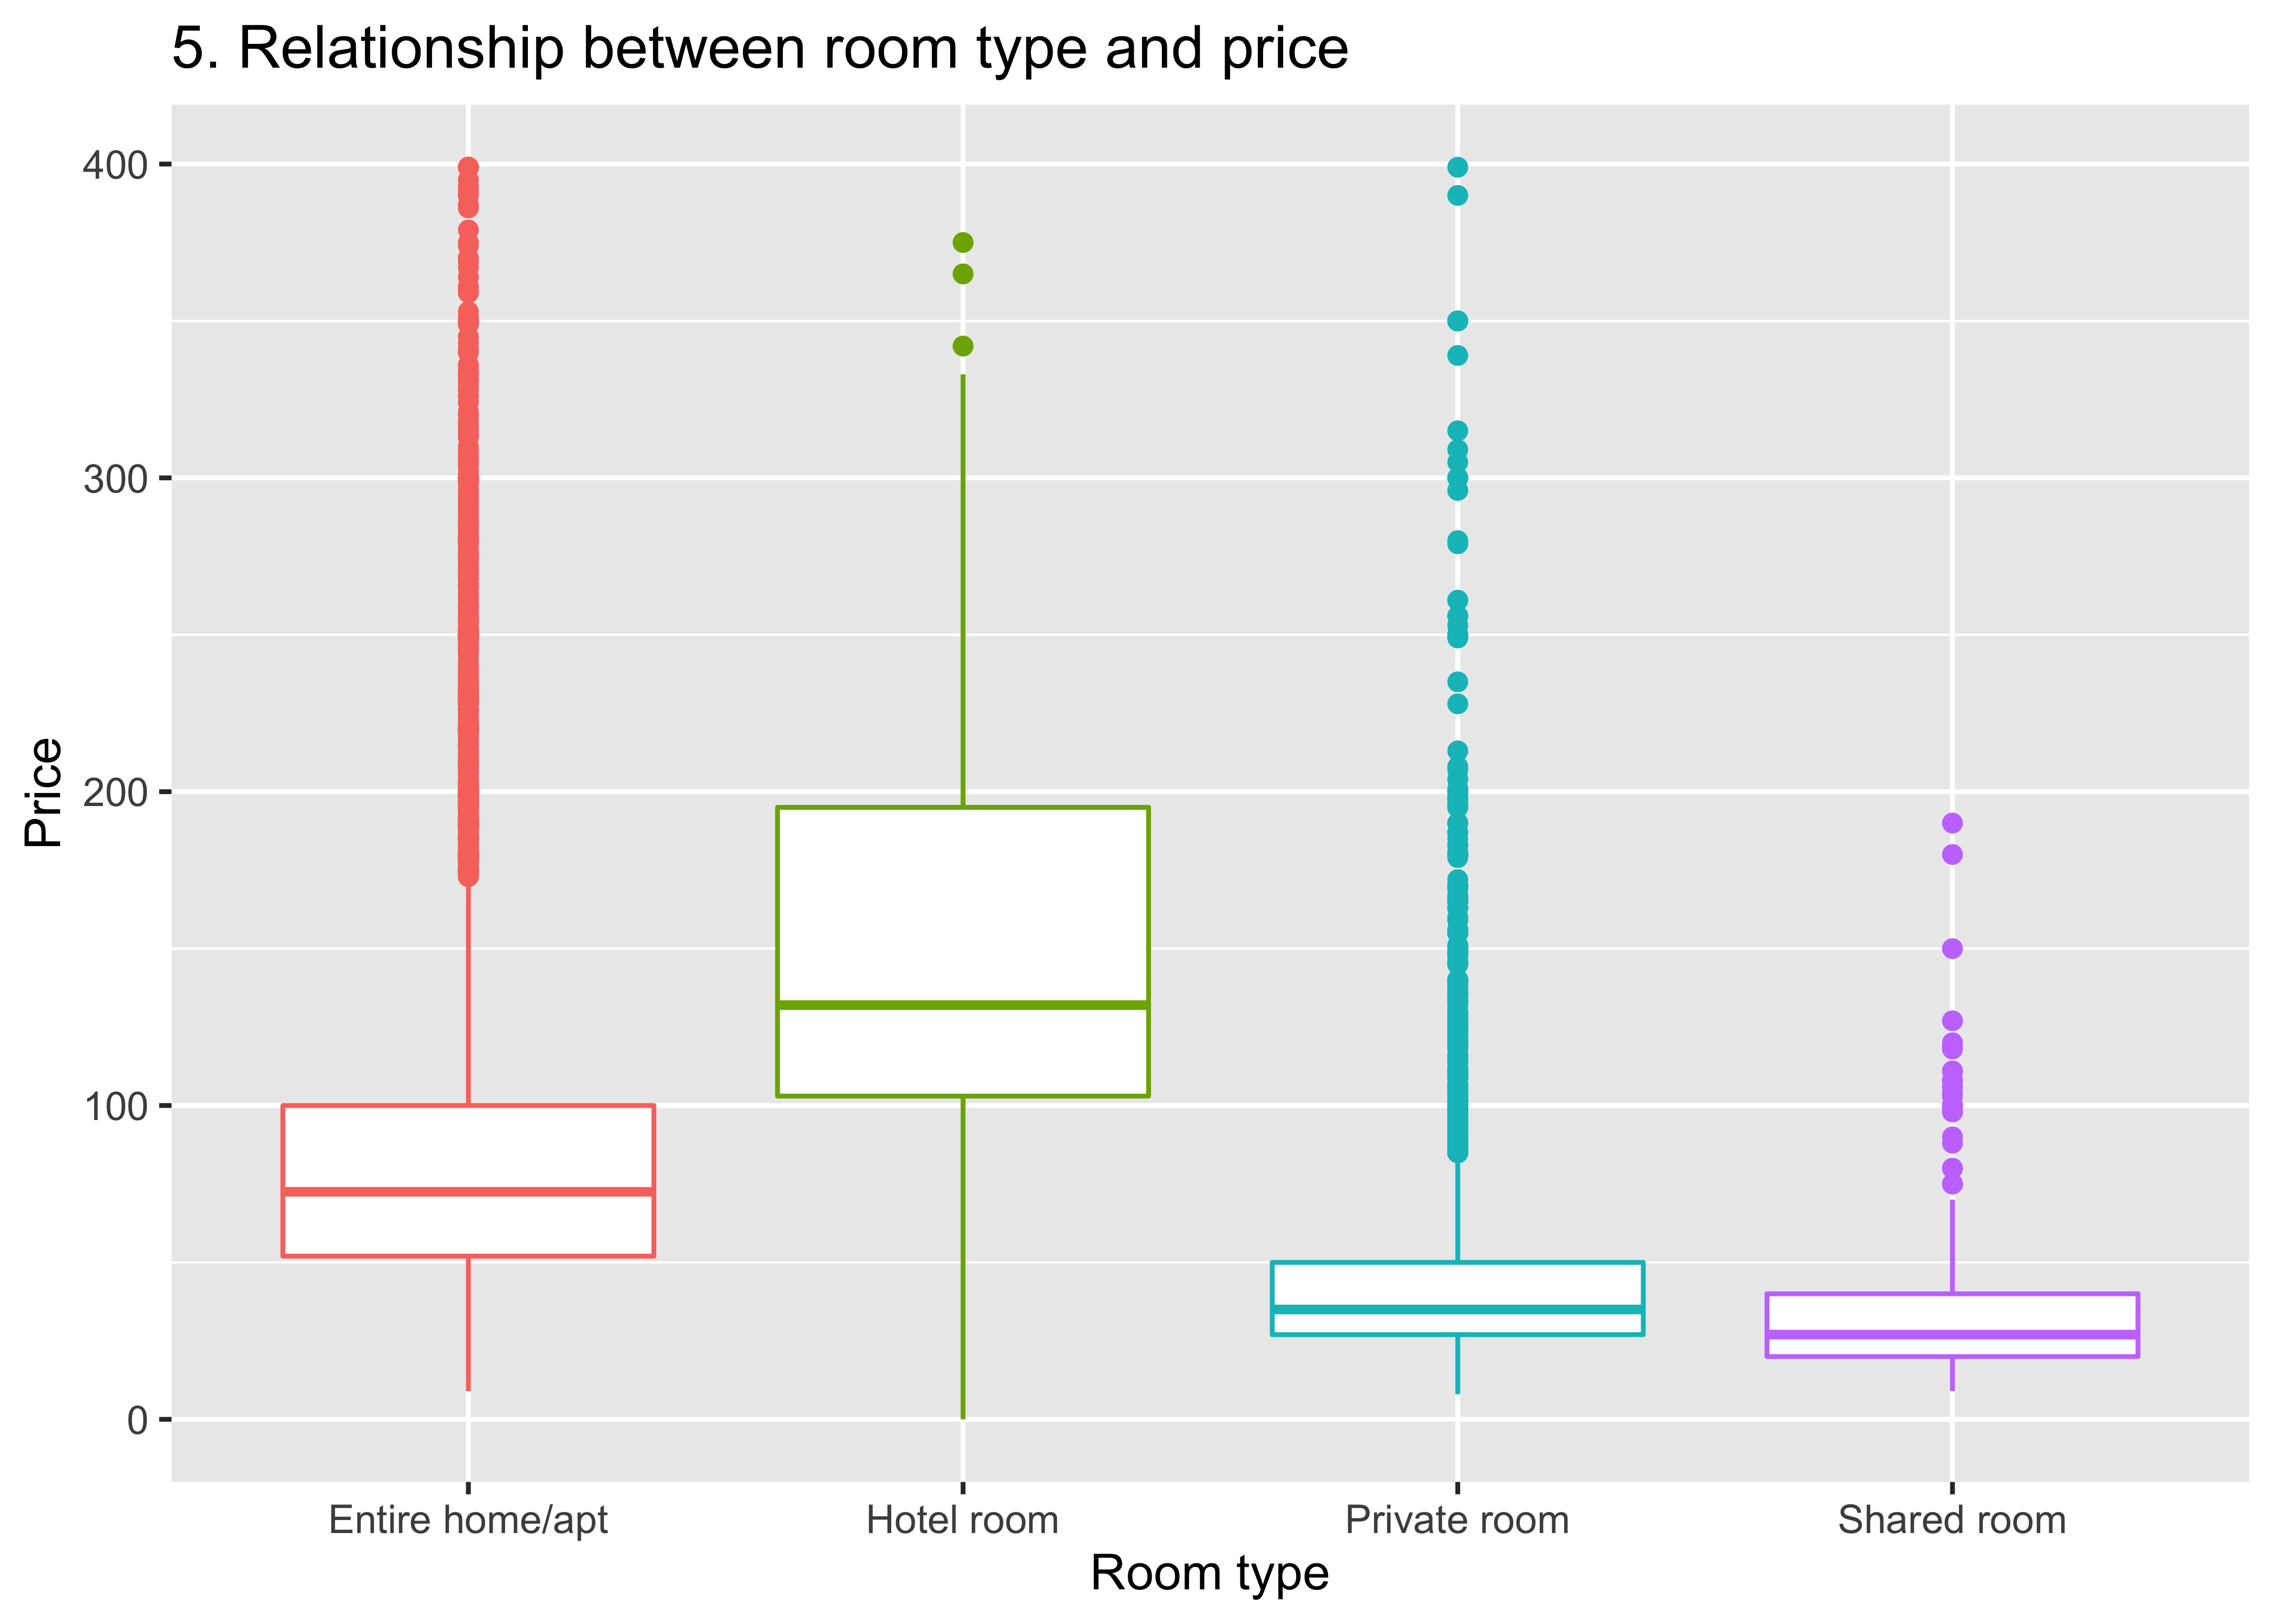 5. Relationship between room type and price
400
300
200
100
0
Price
Entire home/apt
Hotel room
Private room
Shared room
Room type